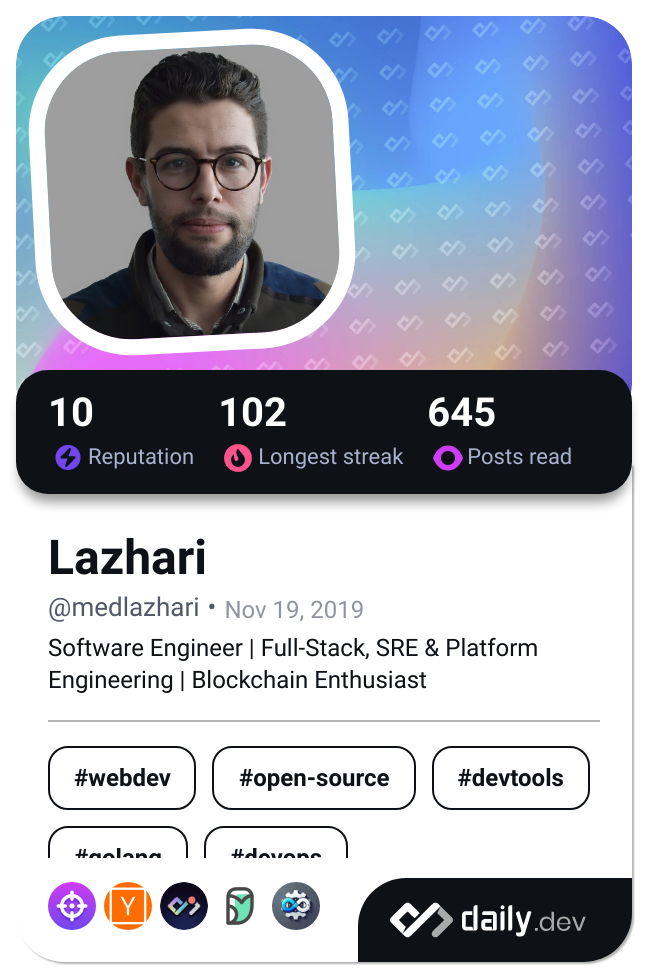 10 102 645
Reputation Longest streak Posts read
Lazhari
@medlazhari • Nov 19, 2019
Software Engineer | Full-Stack, SRE & Platform
Engineering | Blockchain Enthusiast
#webdev #open-source #devtools
#golang #devops
Y
daily.dev